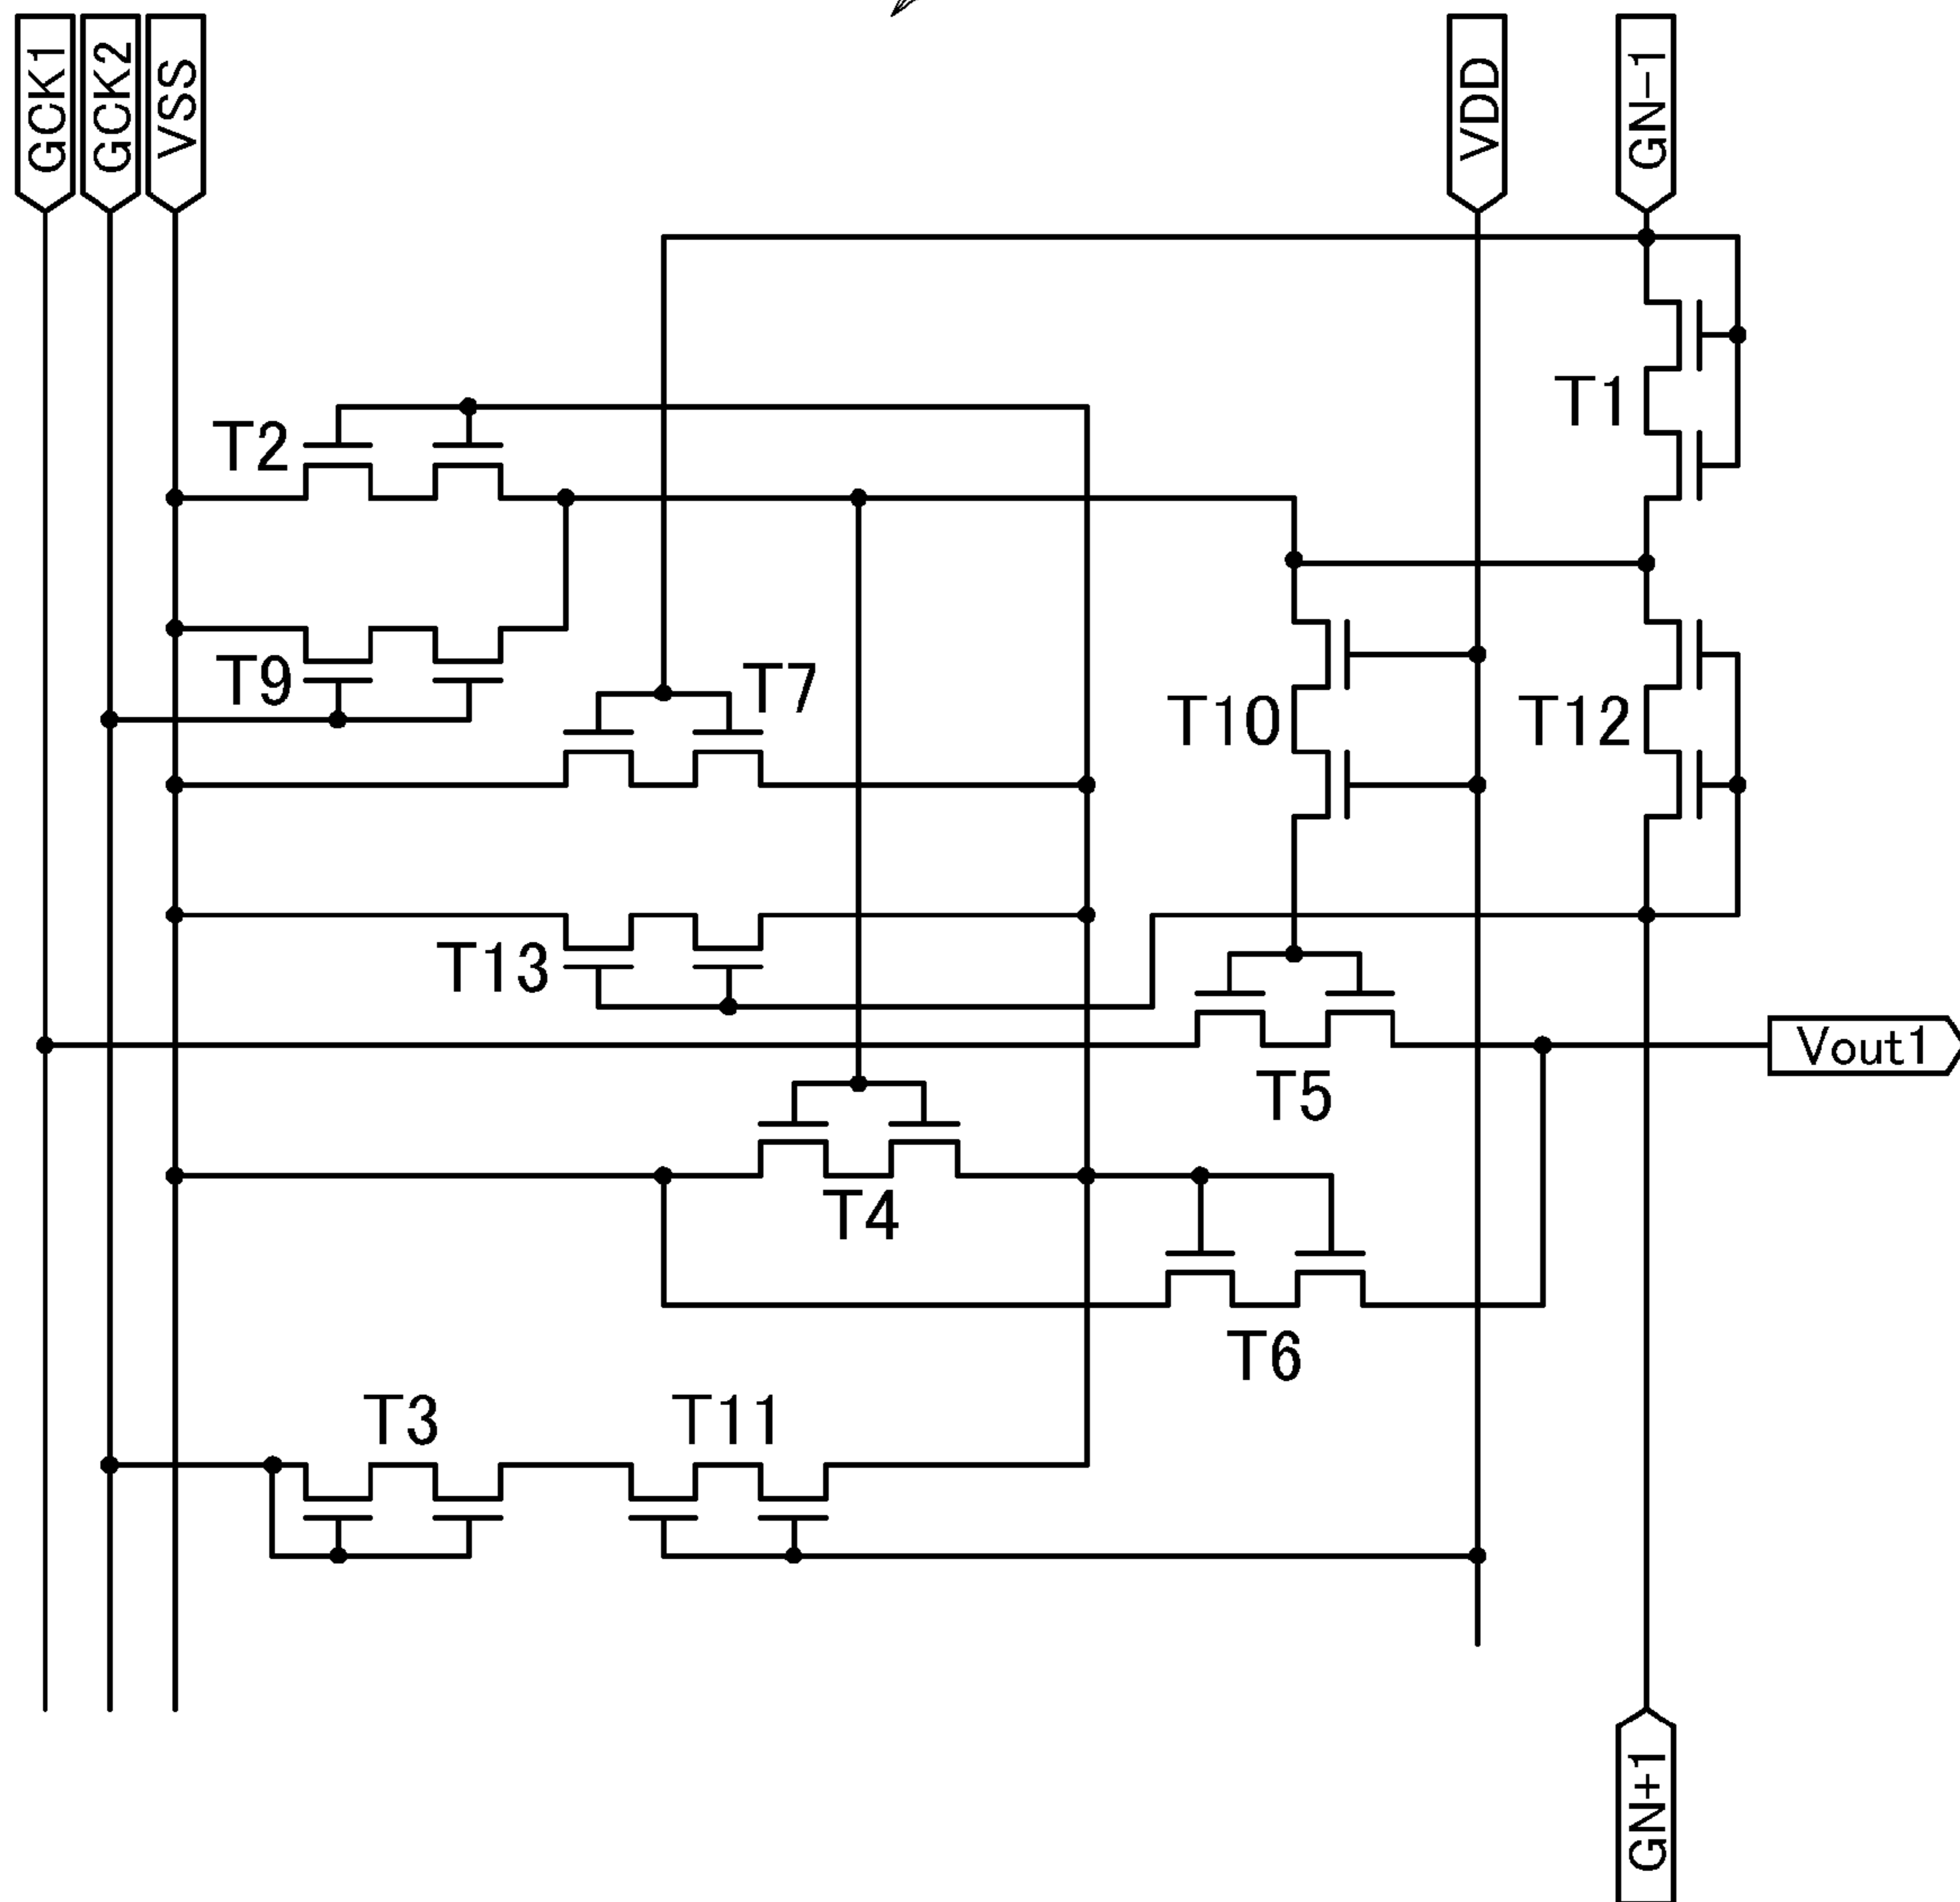 GCK1
GCK2
VSS
VDD
GN-1
T1
T2
T9
T7
T10
T12
T13
Vout1
T5
T4
T6
T3
T11
GN+1